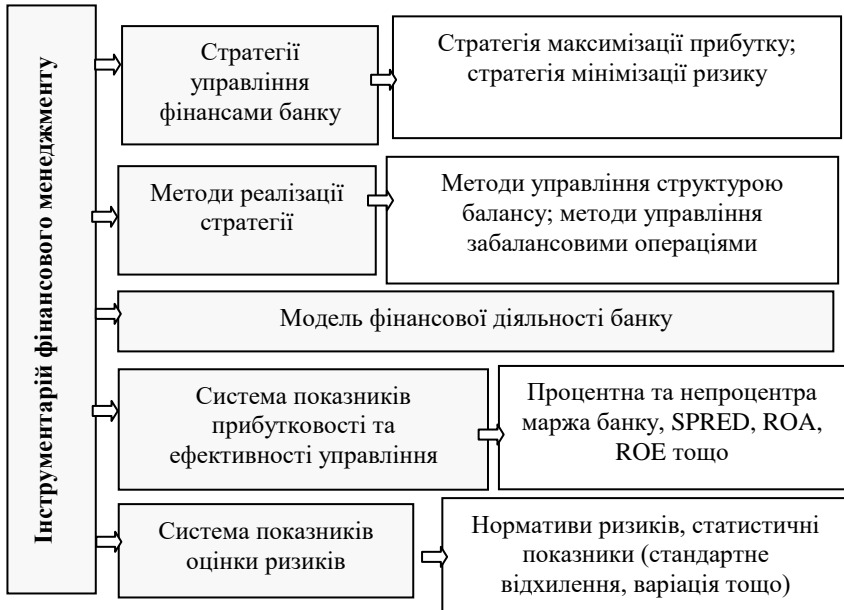 Інструментарій фінансового менеджменту
Стратегії
управління
фінансами банку
Стратегія максимізації прибутку;
стратегія мінімізації ризику
Методи реалізації
стратегії
Методи управління структурою
балансу; методи управління
забалансовими операціями
Модель фінансової діяльності банку
Система показників
прибутковості та
ефективності управління
Процентна та непроцентра
маржа банку, SPRED, ROA,
ROE тощо
Система показників
оцінки ризиків
Нормативи ризиків, статистичні
показники (стандартне
відхилення, варіація тощо)